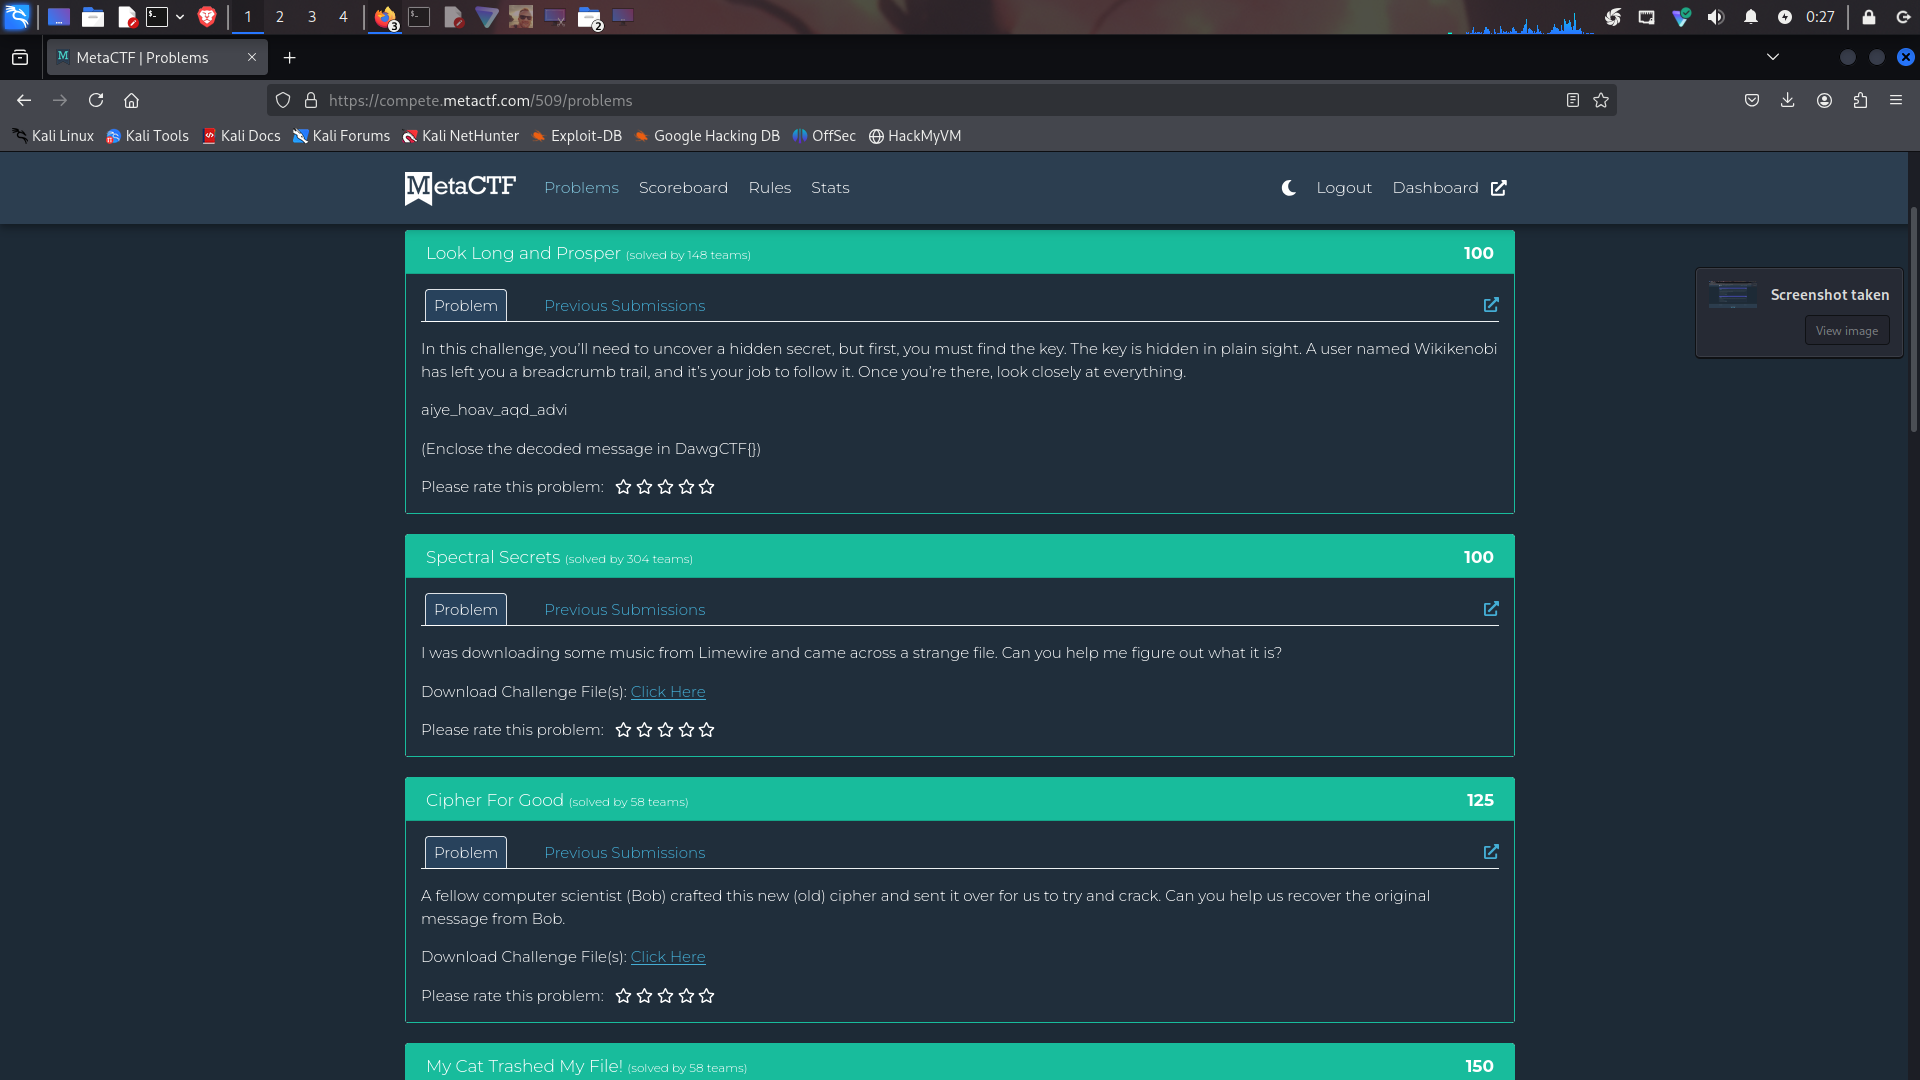 1 2 3 4 3 2 0:27
MetaCTF | Problems
https://compete.metactf.com/509/problems
Kali Linux Kali Tools Kali Docs Kali Forums Kali NetHunter Exploit-DB Google Hacking DB OffSec HackMyVM
MetaCTF Problems Scoreboard Rules Stats Logout Dashboard
Look Long and Prosper (solved by 148 teams) 100
Problem Previous Submissions
Screenshot taken
View image
In this challenge, you'll need to uncover a hidden secret, but first, you must find the key. The key is hidden in plain sight. A user named Wikikenobi
has left you a breadcrumb trail, and it's your job to follow it. Once you're there, look closely at everything.
aiye_hoav_aqd_advi
(Enclose the decoded message in DawgCTF{})
Please rate this problem:
Spectral Secrets (solved by 304 teams) 100
Problem Previous Submissions
I was downloading some music from Limewire and came across a strange file. Can you help me figure out what it is?
Download Challenge File(s): Click Here
Please rate this problem:
Cipher For Good (solved by 58 teams) 125
Problem Previous Submissions
A fellow computer scientist (Bob) crafted this new (old) cipher and sent it over for us to try and crack. Can you help us recover the original
message from Bob.
Download Challenge File(s): Click Here
Please rate this problem:
My Cat Trashed My File! (solved by 58 teams) 150